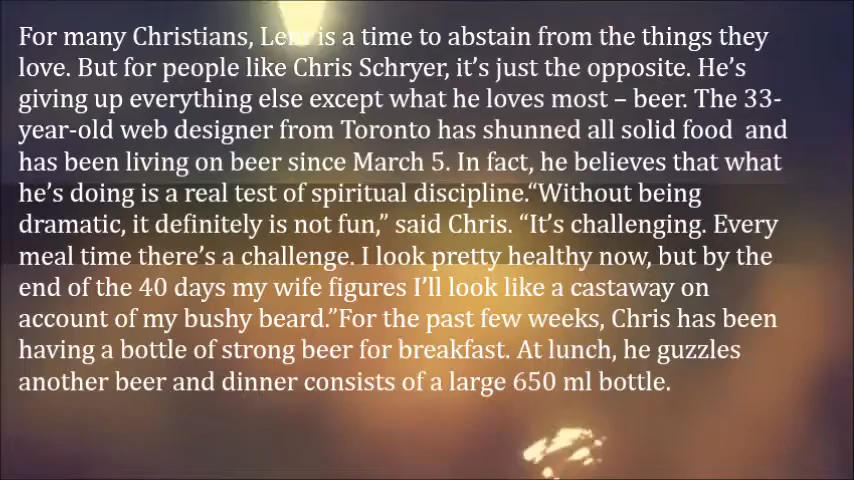 For many Christians, Lent is a time to abstain from the things they
love. But for people like Chris Schryer, it’s just the opposite. He’s
giving up everything else except what he loves most – beer. The 33-
year-old web designer from Toronto has shunned all solid food and
has been living on beer since March 5. In fact, he believes that what
he’s doing is a real test of spiritual discipline.“Without being
dramatic, it definitely is not fun,” said Chris. “It’s challenging. Every
meal time there’s a challenge. I look pretty healthy now, but by the
end of the 40 days my wife figures I’ll look like a castaway on
account of my bushy beard.”For the past few weeks, Chris has been
having a bottle of strong beer for breakfast. At lunch, he guzzles
another beer and dinner consists of a large 650 ml bottle.